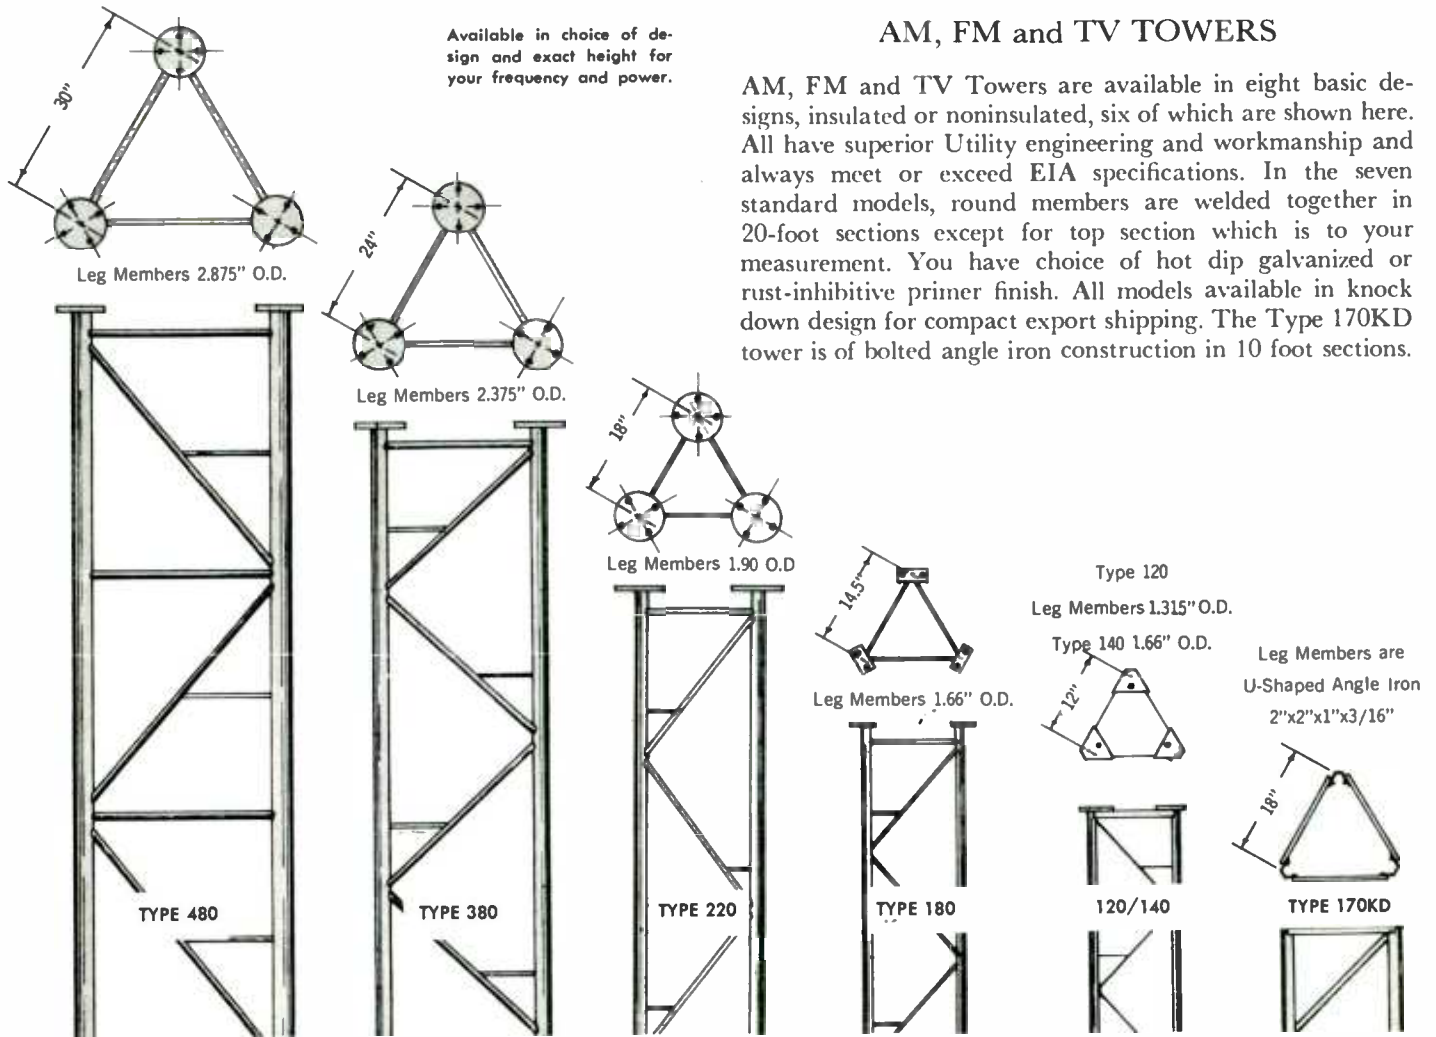 Available in choice of de-
sign and exact height for
your frequency and power.
AM, FM and TV TOWERS
AM, FM and TV Towers are available in eight basic de-
signs, insulated or noninsulated, six of which are shown here.
All have superior Utility engineering and workmanship and
always meet or exceed EIA specifications. In the seven
standard models, round members are welded together in
20-foot sections except for top section which is to your
measurement. You have choice of hot dip galvanized or
rust-inhibitive primer finish. All models available in knock
down design for compact export shipping. The Type 170KD
tower is of bolted angle iron construction in 10 foot sections.
30"
Leg Members 2.875" O.D.
24"
Leg Members 2.375" O.D.
18"
Leg Members 1.90 O.D
14.5"
Leg Members 1.66" O.D.
Type 120
Leg Members 1.315" O.D.
Type 140 1.66" O.D.
12"
Leg Members are
U-Shaped Angle Iron
2"x2"x1"x3/16"
18"
TYPE 480
TYPE 380
TYPE 220
TYPE 180
120/140
TYPE 170KD